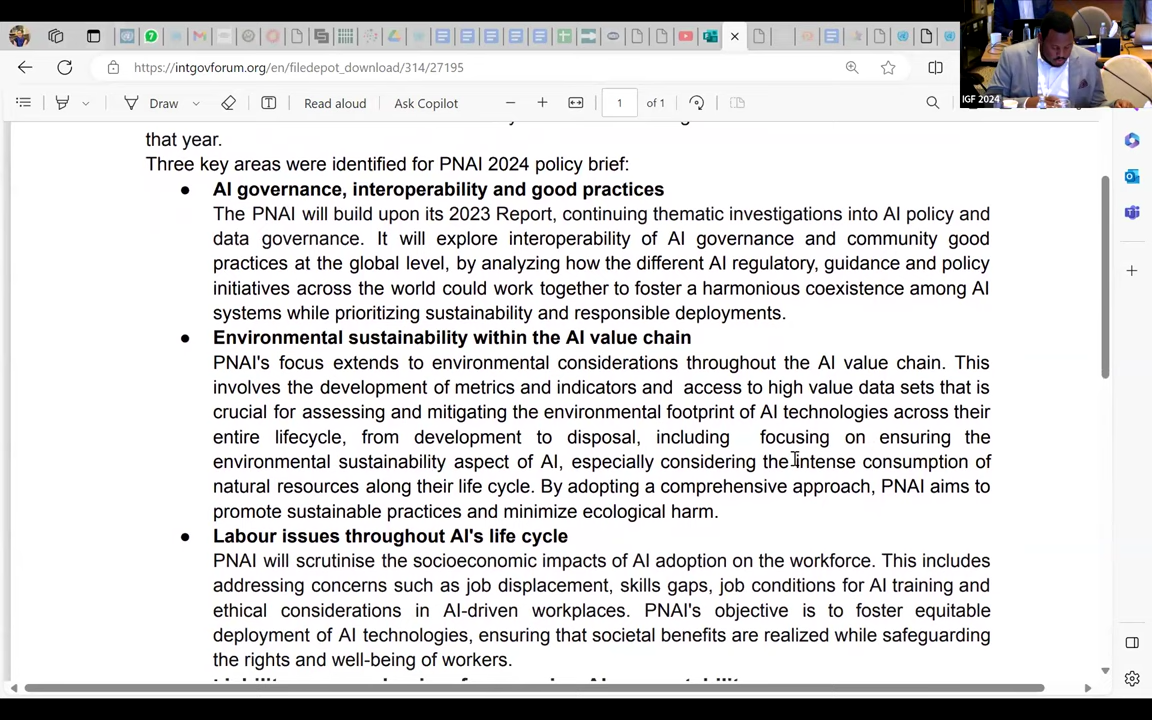 https://intgovforum.org/en/filedepot_download/314/27195
Draw
Read aloud
Ask Copilot
1
of 1
IGF 2024
that year.
Three key areas were identified for PNAI 2024 policy brief:
● AI governance, interoperability and good practices
The PNAI will build upon its 2023 Report, continuing thematic investigations into AI policy and
data governance. It will explore interoperability of AI governance and community good
practices at the global level, by analyzing how the different AI regulatory, guidance and policy
initiatives across the world could work together to foster a harmonious coexistence among AI
systems while prioritizing sustainability and responsible deployments.
● Environmental sustainability within the AI value chain
PNAI's focus extends to environmental considerations throughout the AI value chain. This
involves the development of metrics and indicators and access to high value data sets that is
crucial for assessing and mitigating the environmental footprint of AI technologies across their
entire lifecycle, from development to disposal, including focusing on ensuring the
environmental sustainability aspect of AI, especially considering the intense consumption of
natural resources along their life cycle. By adopting a comprehensive approach, PNAI aims to
promote sustainable practices and minimize ecological harm.
● Labour issues throughout AI's life cycle
PNAI will scrutinise the socioeconomic impacts of AI adoption on the workforce. This includes
addressing concerns such as job displacement, skills gaps, job conditions for AI training and
ethical considerations in AI-driven workplaces. PNAI's objective is to foster equitable
deployment of AI technologies, ensuring that societal benefits are realized while safeguarding
the rights and well-being of workers.